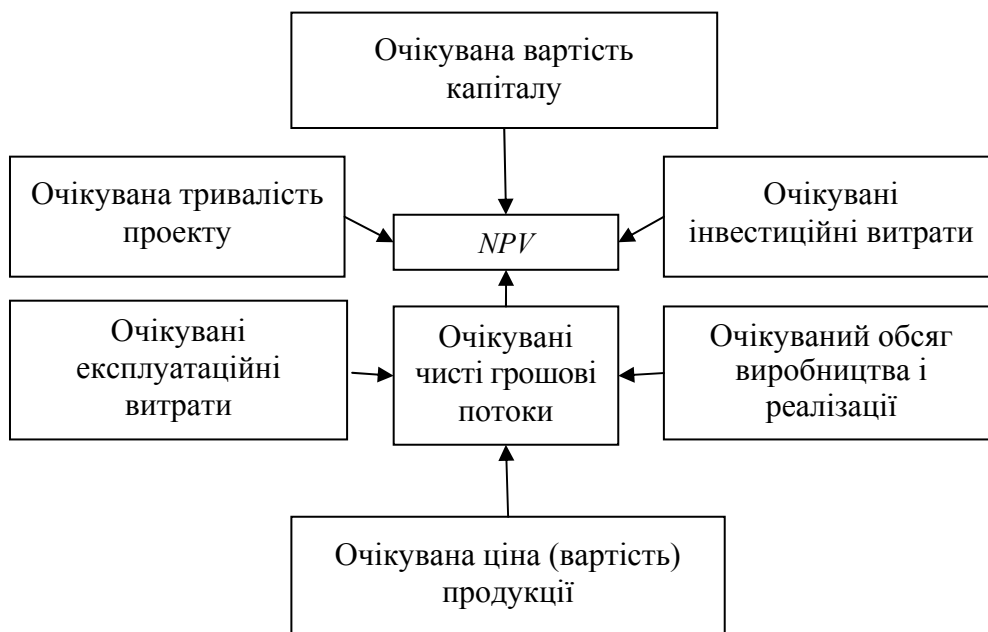 Очікувана вартість
капіталу
Очікувана тривалість
проекту
NPV
Очікувані
інвестиційні витрати
Очікувані
експлуатаційні
витрати
Очікувані
чисті грошові
потоки
Очікуваний обсяг
виробництва і
реалізації
Очікувана ціна (вартість)
продукції